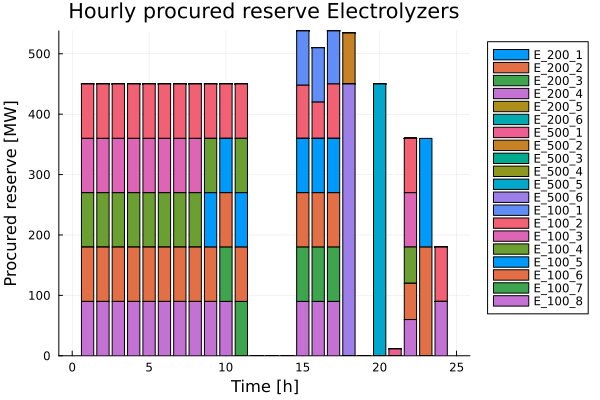 Hourly procured reserve Electrolyzers
Procured reserve [MW]
500
400
300
200
100
0
0 5 10 15 20 25
Time [h]
E_200_1
E_200_2
E_200_3
E_200_4
E_200_5
E_200_6
E_500_1
E_500_2
E_500_3
E_500_4
E_500_5
E_500_6
E_100_1
E_100_2
E_100_3
E_100_4
E_100_5
E_100_6
E_100_7
E_100_8